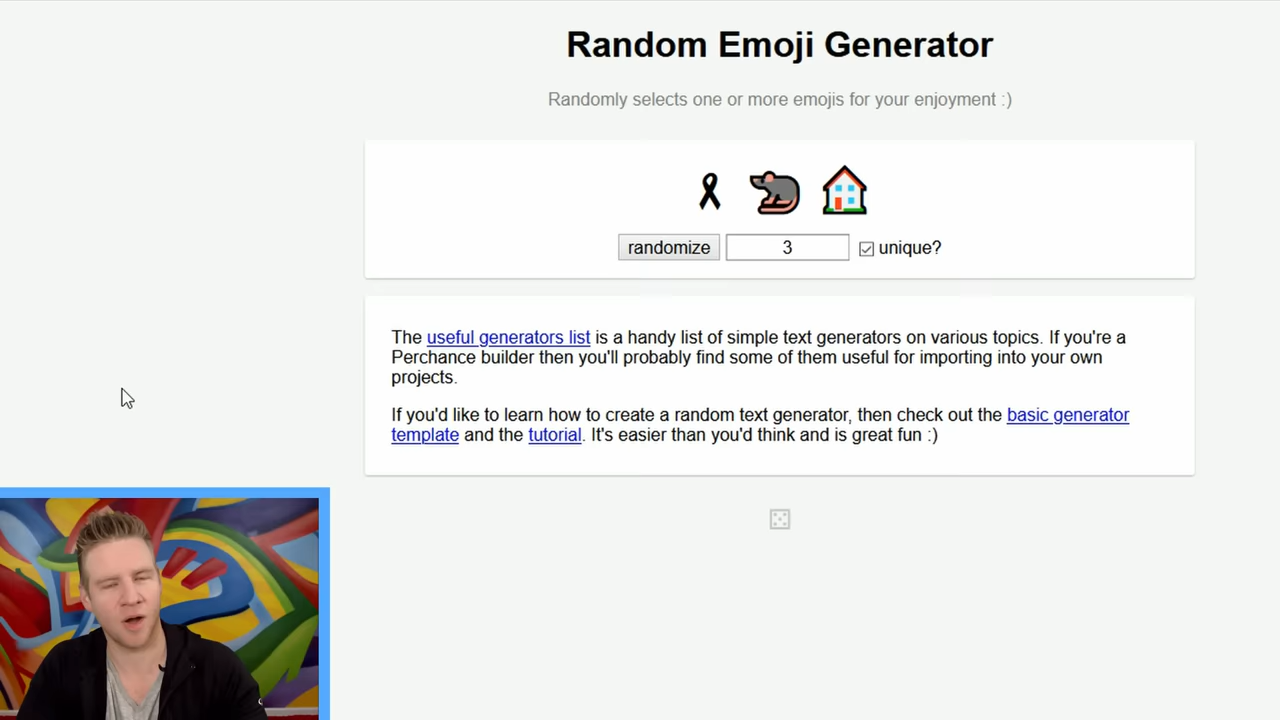 Random Emoji Generator
Randomly selects one or more emojis for your enjoyment :)
randomize 3 unique?
The useful generators list is a handy list of simple text generators on various topics. If you're a
Perchance builder then you'll probably find some of them useful for importing into your own
projects.
If you'd like to learn how to create a random text generator, then check out the basic generator
template and the tutorial. It's easier than you'd think and is great fun :)